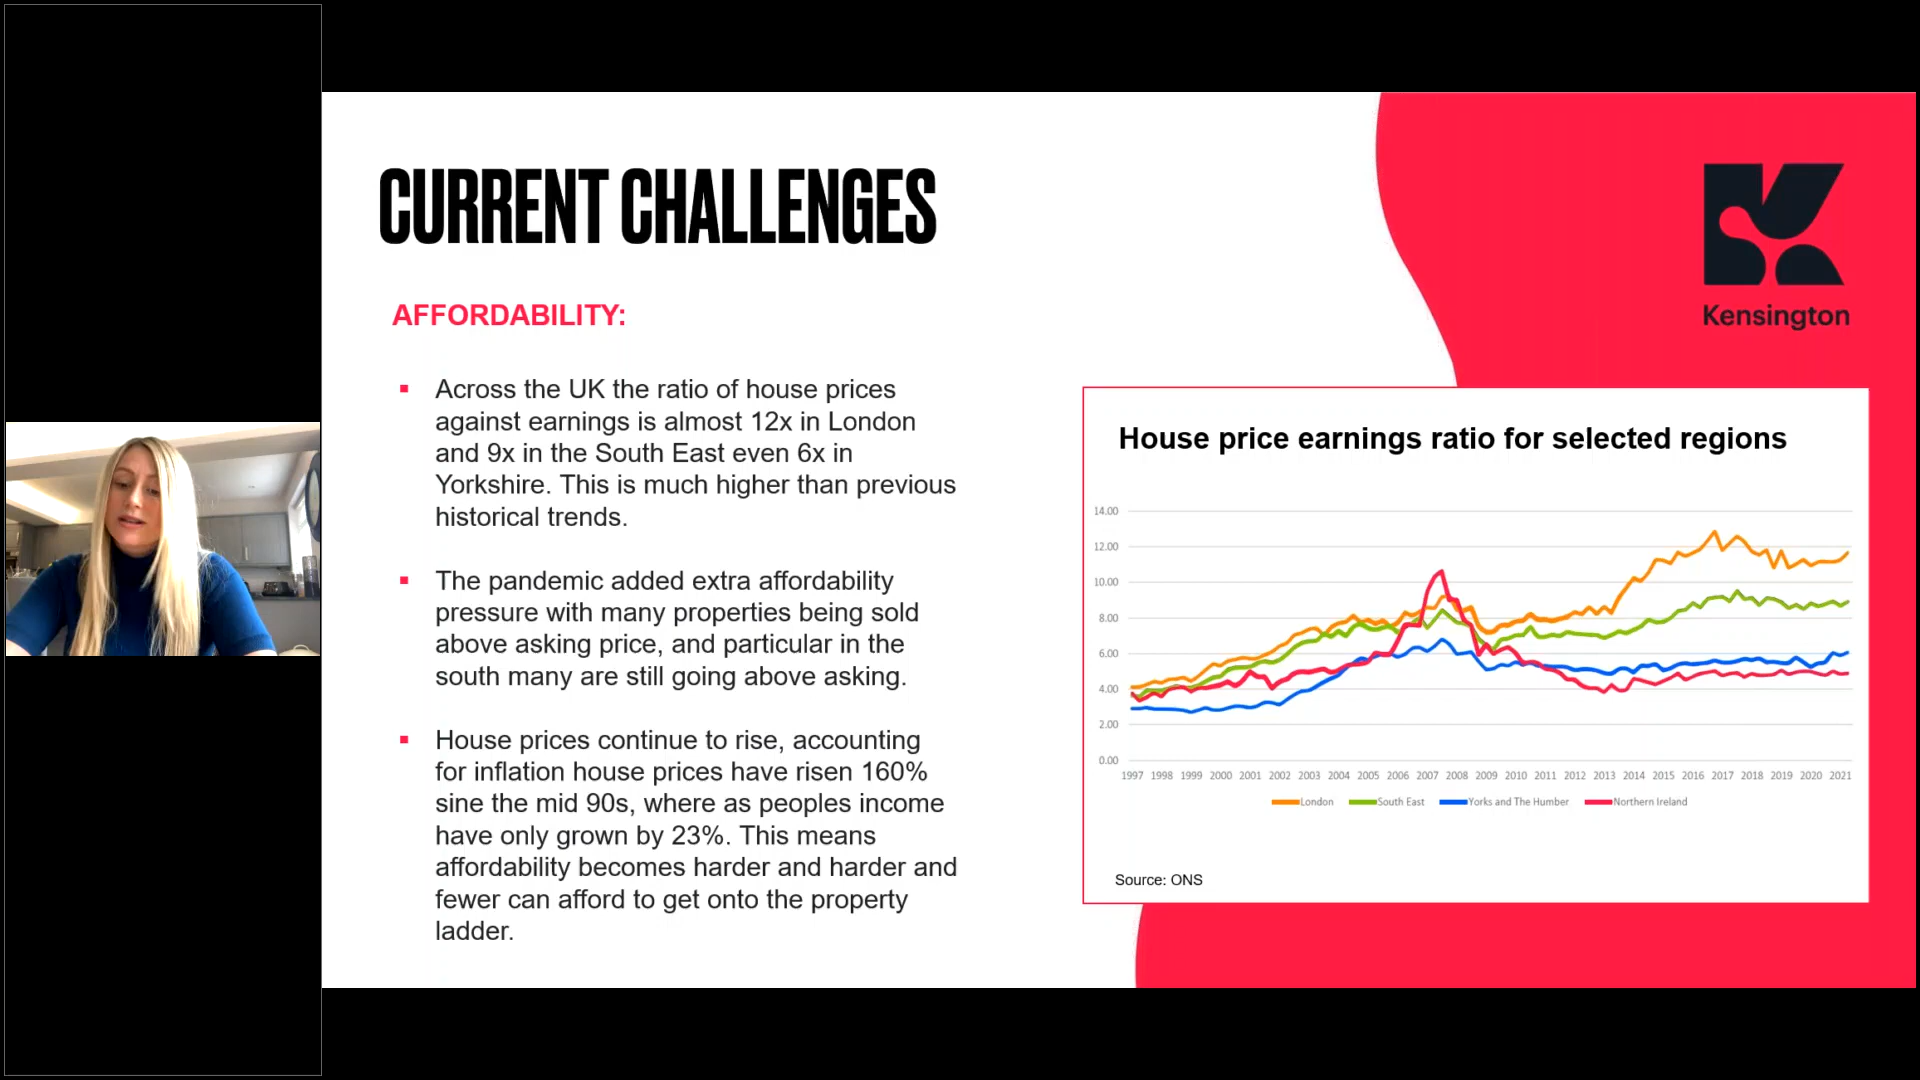 CURRENT CHALLENGES
Kensington
AFFORDABILITY:
Across the UK the ratio of house prices
against earnings is almost 12x in London
and 9x in the South East even 6x in
Yorkshire. This is much higher than previous
historical trends.
The pandemic added extra affordability
pressure with many properties being sold
above asking price, and particular in the
south many are still going above asking.
House prices continue to rise, accounting
for inflation house prices have risen 160%
sine the mid 90s, where as peoples income
have only grown by 23%. This means
affordability becomes harder and harder and
fewer can afford to get onto the property
ladder.
House price earnings ratio for selected regions
14.00
12.00
10.00
8.00
6.00
4.00
2.00
0.00
1997 1998 1999 2000 2001 2002 2003 2004 2005 2006 2007 2008 2009 2010 2011 2012 2013 2014 2015 2016 2017 2018 2019 2020 2021
London South East Yorks and The Humber Northern Ireland
Source: ONS